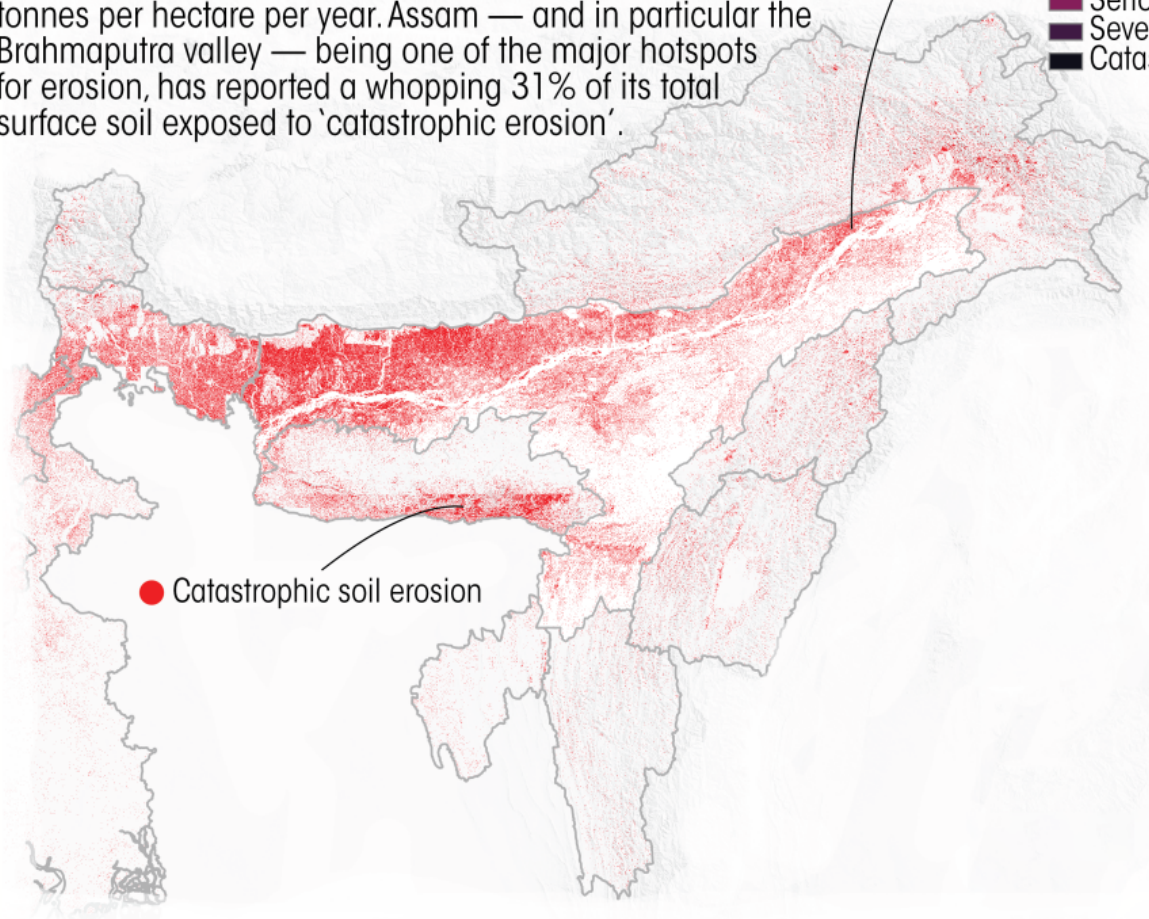 tonnes per hectare per year. Assam — and in particular the
Brahmaputra valley — being one of the major hotspots
for erosion, has reported a whopping 31% of its total
surface soil exposed to ‘catastrophic erosion’.
Catastrophic soil erosion